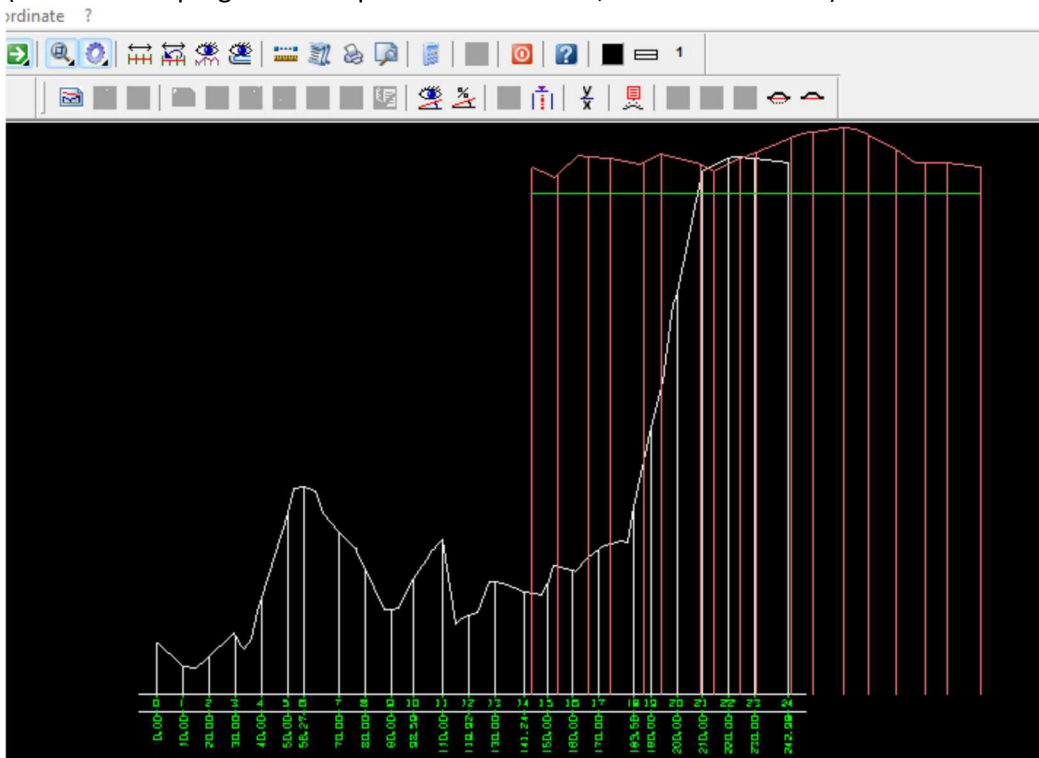 ordinate ?
1
%
y
x
0 1 2 3 4 5 6 7 8 9 10 11 12 13 14 15 16 17 18 19 20 21 22 23 24
0.00 10.00 20.00 30.00 40.00 50.00 56.27 70.00 80.00 90.00 98.59 110.00 119.92 130.00 141.24 150.00 160.00 170.00 183.58 190.00 200.00 210.00 220.00 230.00 242.99